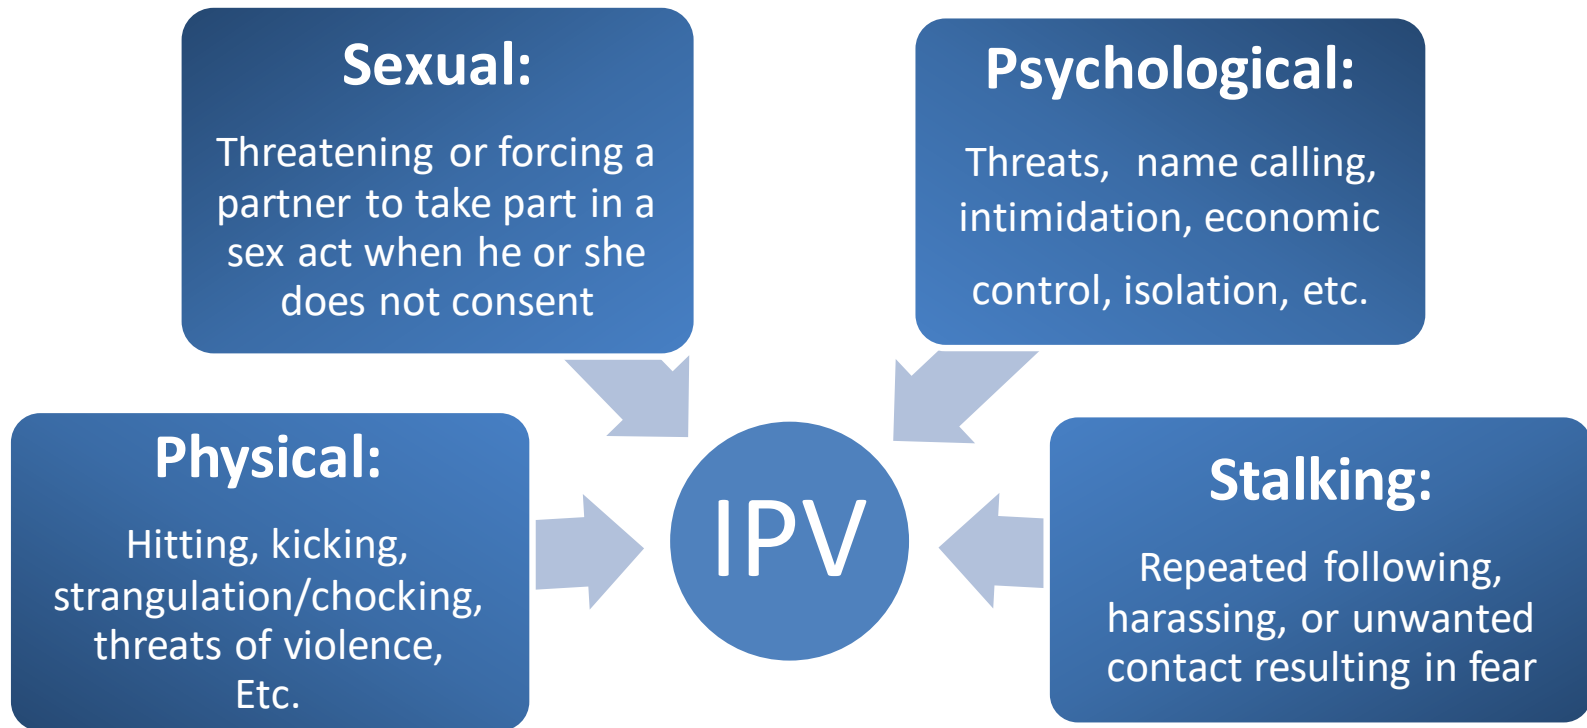 Sexual:
Threatening or forcing a
partner to take part in a
sex act when he or she
does not consent
Psychological:
Threats, name calling,
intimidation, economic
control, isolation, etc.
Physical:
Hitting, kicking,
strangulation/chocking,
threats of violence,
Etc.
IPV
Stalking:
Repeated following,
harassing, or unwanted
contact resulting in fear